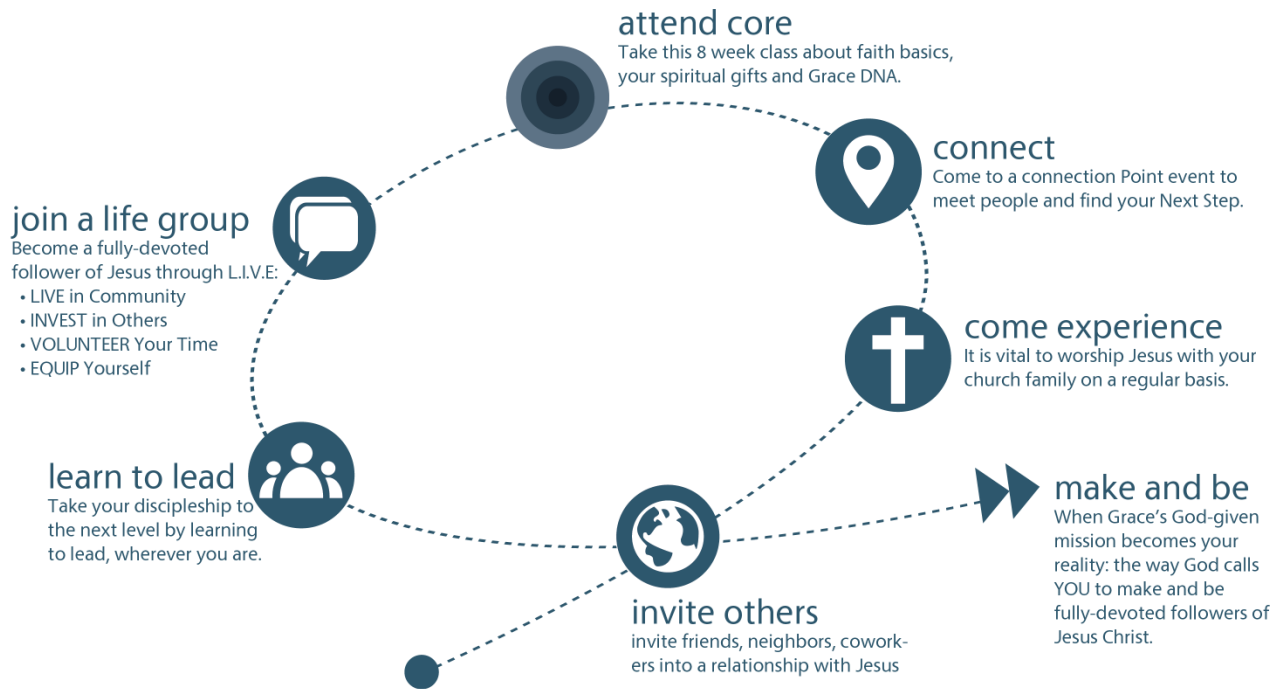 attend core
Take this 8 week class about faith basics,
your spiritual gifts and Grace DNA.
connect
Come to a connection Point event to
meet people and find your Next Step.
join a life group
Become a fully-devoted
follower of Jesus through L.I.V.E:
• LIVE in Community
• INVEST in Others
• VOLUNTEER Your Time
• EQUIP Yourself
come experience
It is vital to worship Jesus with your
church family on a regular basis.
learn to lead
Take your discipleship to
the next level by learning
to lead, wherever you are.
make and be
When Grace's God-given
mission becomes your
reality: the way God calls
YOU to make and be
fully-devoted followers of
Jesus Christ.
invite others
invite friends, neighbors, cowork-
ers into a relationship with Jesus